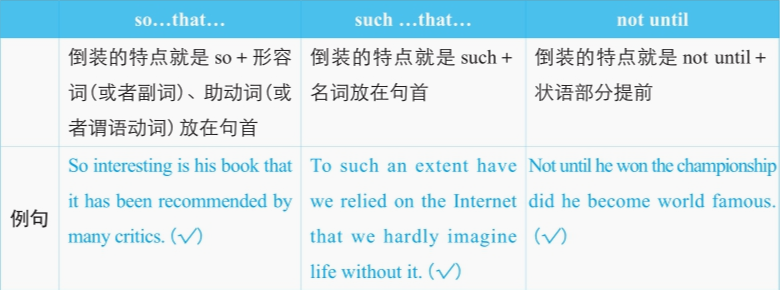 so…that…
such …that…
not until
倒装的特点就是 so + 形容
词(或者副词)、助动词(或
者谓语动词) 放在句首
倒装的特点就是 such +
名词放在句首
倒装的特点就是 not until +
状语部分提前
例句
So interesting is his book that
it has been recommended by
many critics. (√)
To such an extent have
we relied on the Internet
that we hardly imagine
life without it. (√)
Not until he won the championship
did he become world famous.
(√)